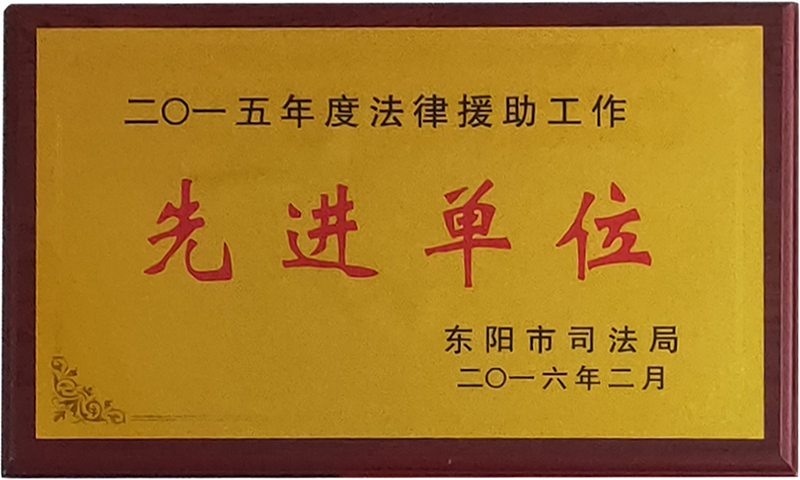 二〇一五年度法律援助工作
先进单位
东阳市司法局
二〇一六年二月